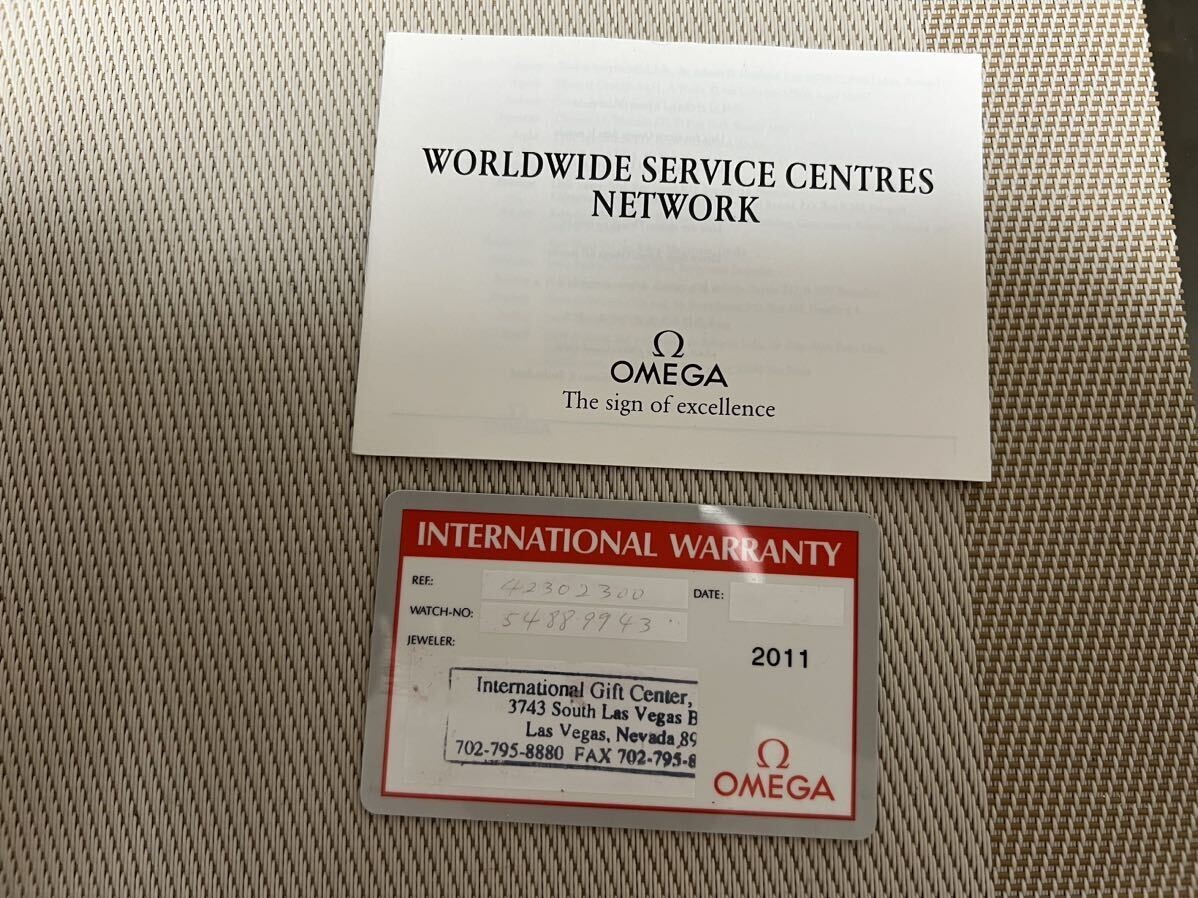 WORLDWIDE SERVICE CENTRES
NETWORK
Ω
OMEGA
The sign of excellence
INTERNATIONAL WARRANTY
REF.: 42302300
DATE:
WATCH-NO: 54889943
JEWELER:
2011
International Gift Center,
3743 South Las Vegas B
Las Vegas, Nevada 89
702-795-8880 FAX 702-795-8
Ω
OMEGA